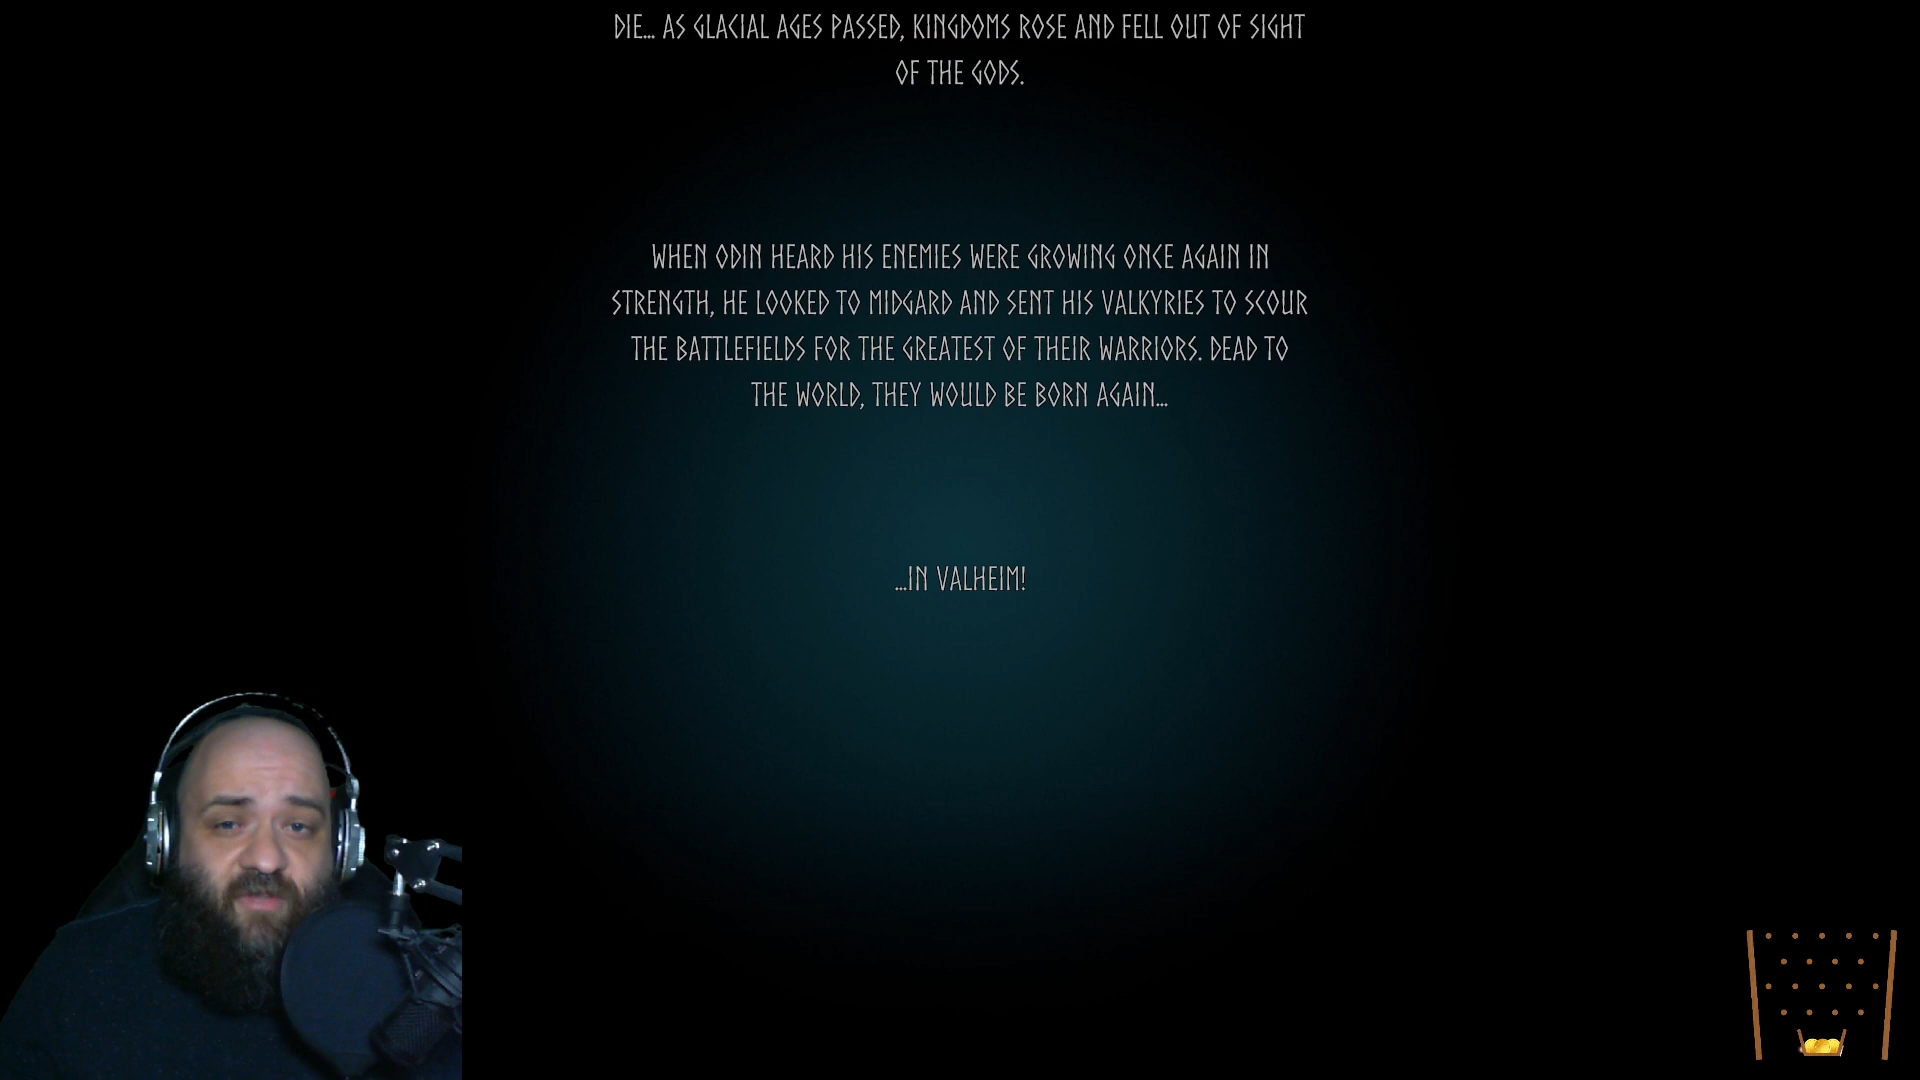 DIE... AS GLACIAL AGES PASSED, KINGDOMS ROSE AND FELL OUT OF SIGHT
OF THE GODS.
WHEN ODIN HEARD HIS ENEMIES WERE GROWING ONCE AGAIN IN
STRENGTH, HE LOOKED TO MIDGARD AND SENT HIS VALKYRIES TO SCOUR
THE BATTLEFIELDS FOR THE GREATEST OF THEIR WARRIORS. DEAD TO
THE WORLD, THEY WOULD BE BORN AGAIN...
...IN VALHEIM!